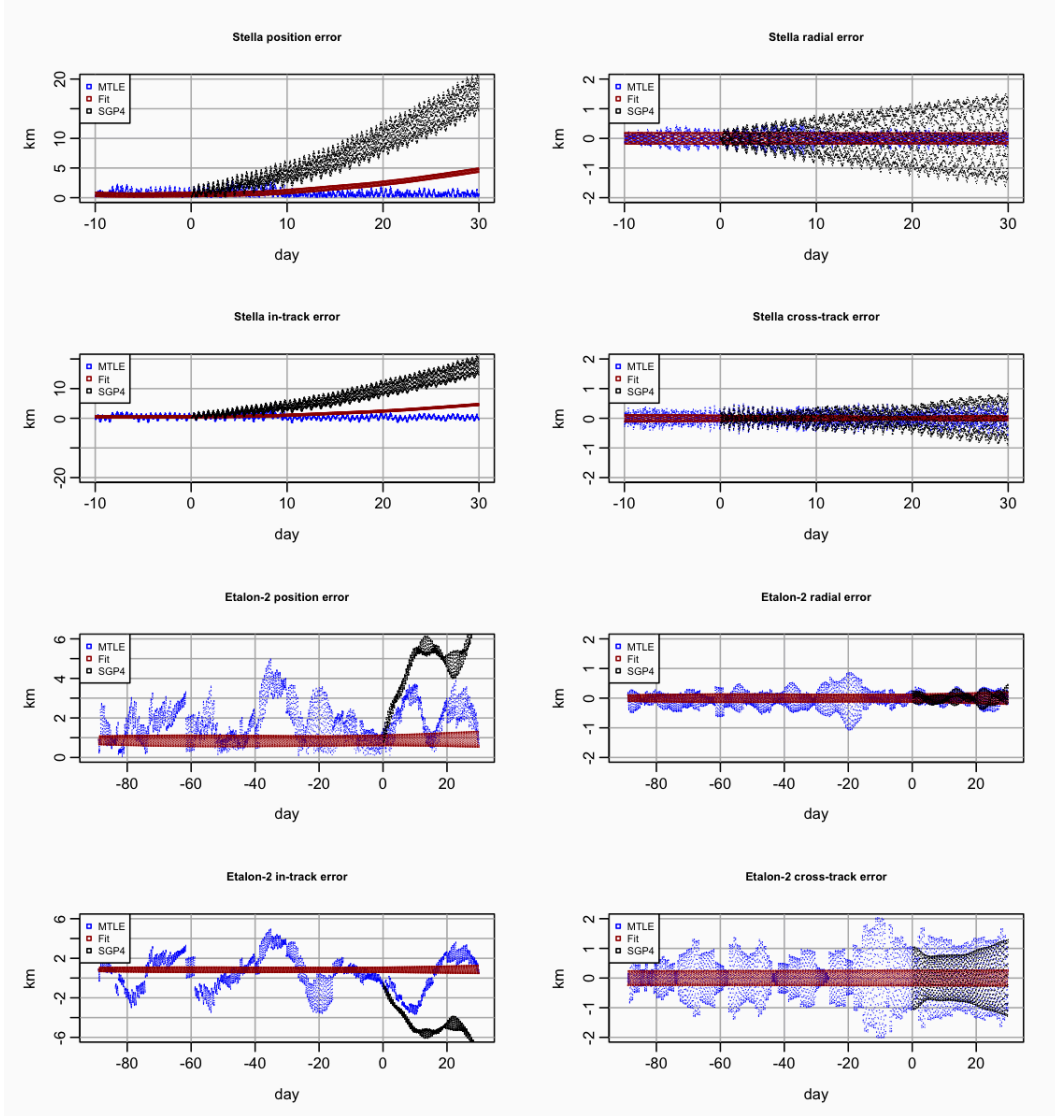 Stella position error
MTLE
Fit
SGP4
km
20
10
5
0
-10
0
10
20
30
day
Stella radial error
MTLE
Fit
SGP4
km
2
1
0
-1
-2
-10
0
10
20
30
day
Stella in-track error
MTLE
Fit
SGP4
km
10
0
-20
-10
0
10
20
30
day
Stella cross-track error
MTLE
Fit
SGP4
km
2
1
0
-1
-2
-10
0
10
20
30
day
Etalon-2 position error
MTLE
Fit
SGP4
km
6
4
2
0
-80
-60
-40
-20
0
20
day
Etalon-2 radial error
MTLE
Fit
SGP4
km
2
1
0
-1
-2
-80
-60
-40
-20
0
20
day
Etalon-2 in-track error
MTLE
Fit
SGP4
km
6
2
-2
-6
-80
-60
-40
-20
0
20
day
Etalon-2 cross-track error
MTLE
Fit
SGP4
km
2
1
0
-1
-2
-80
-60
-40
-20
0
20
day